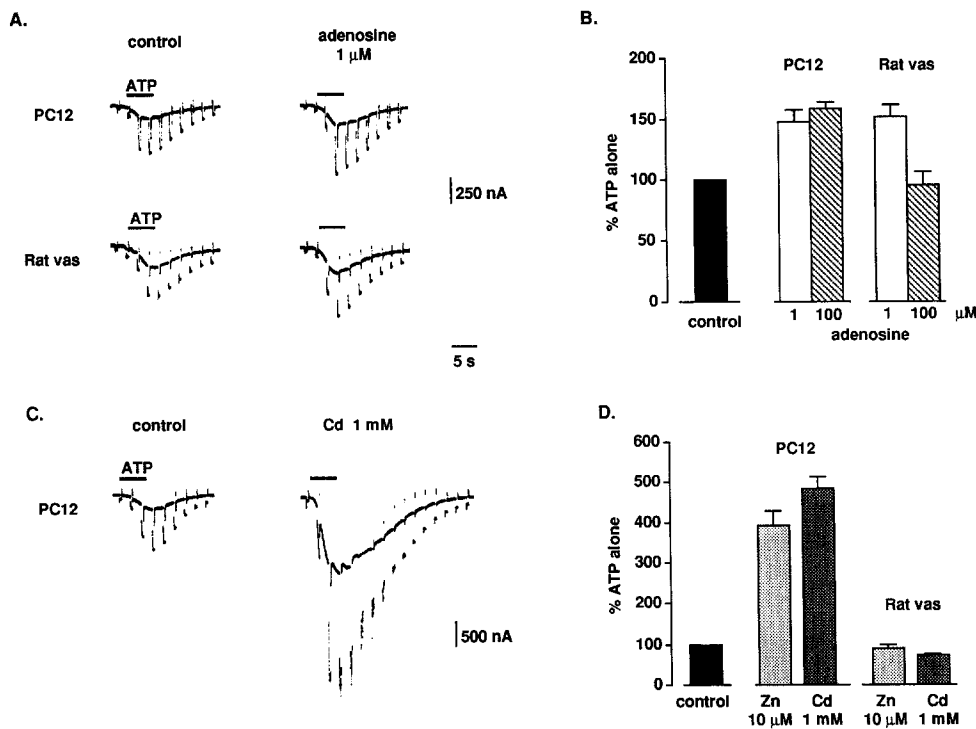 A.
control
adenosine
1 µM
PC12
ATP
250 nA
Rat vas
ATP
5 s
B.
% ATP alone
200
150
100
50
0
PC12
Rat vas
control
1 100 1 100 µM
adenosine
C.
control
Cd 1 mM
PC12
ATP
500 nA
D.
% ATP alone
600
500
400
300
200
100
0
PC12
Rat vas
control
Zn Cd Zn Cd
10 µM 1 mM 10 µM 1 mM